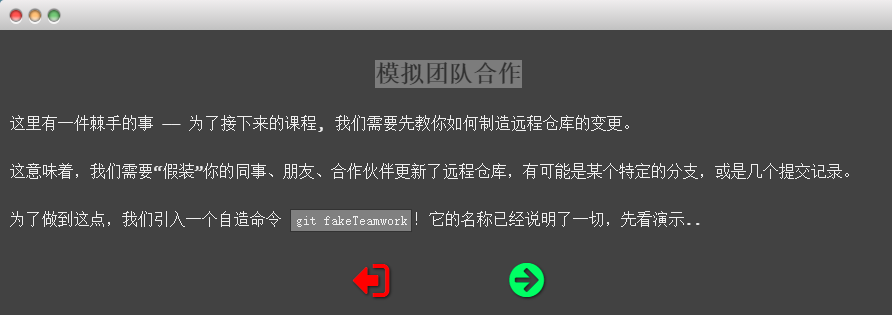 模拟团队合作
这里有一件棘手的事 —— 为了接下来的课程, 我们需要先教你如何制造远程仓库的变更。
这意味着，我们需要“假装”你的同事、朋友、合作伙伴更新了远程仓库，有可能是某个特定的分支，或是几个提交记录。
为了做到这点，我们引入一个自造命令 git fakeTeamwork! 它的名称已经说明了一切，先看演示..